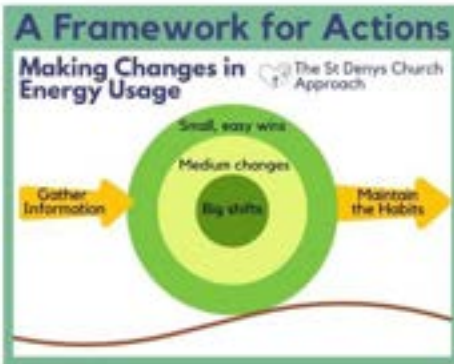 A Framework for Actions
Making Changes in
Energy Usage
The St Denys Church
Approach
Small, easy wins
Medium changes
Gather
Information
Big shifts
Maintain
the Habits